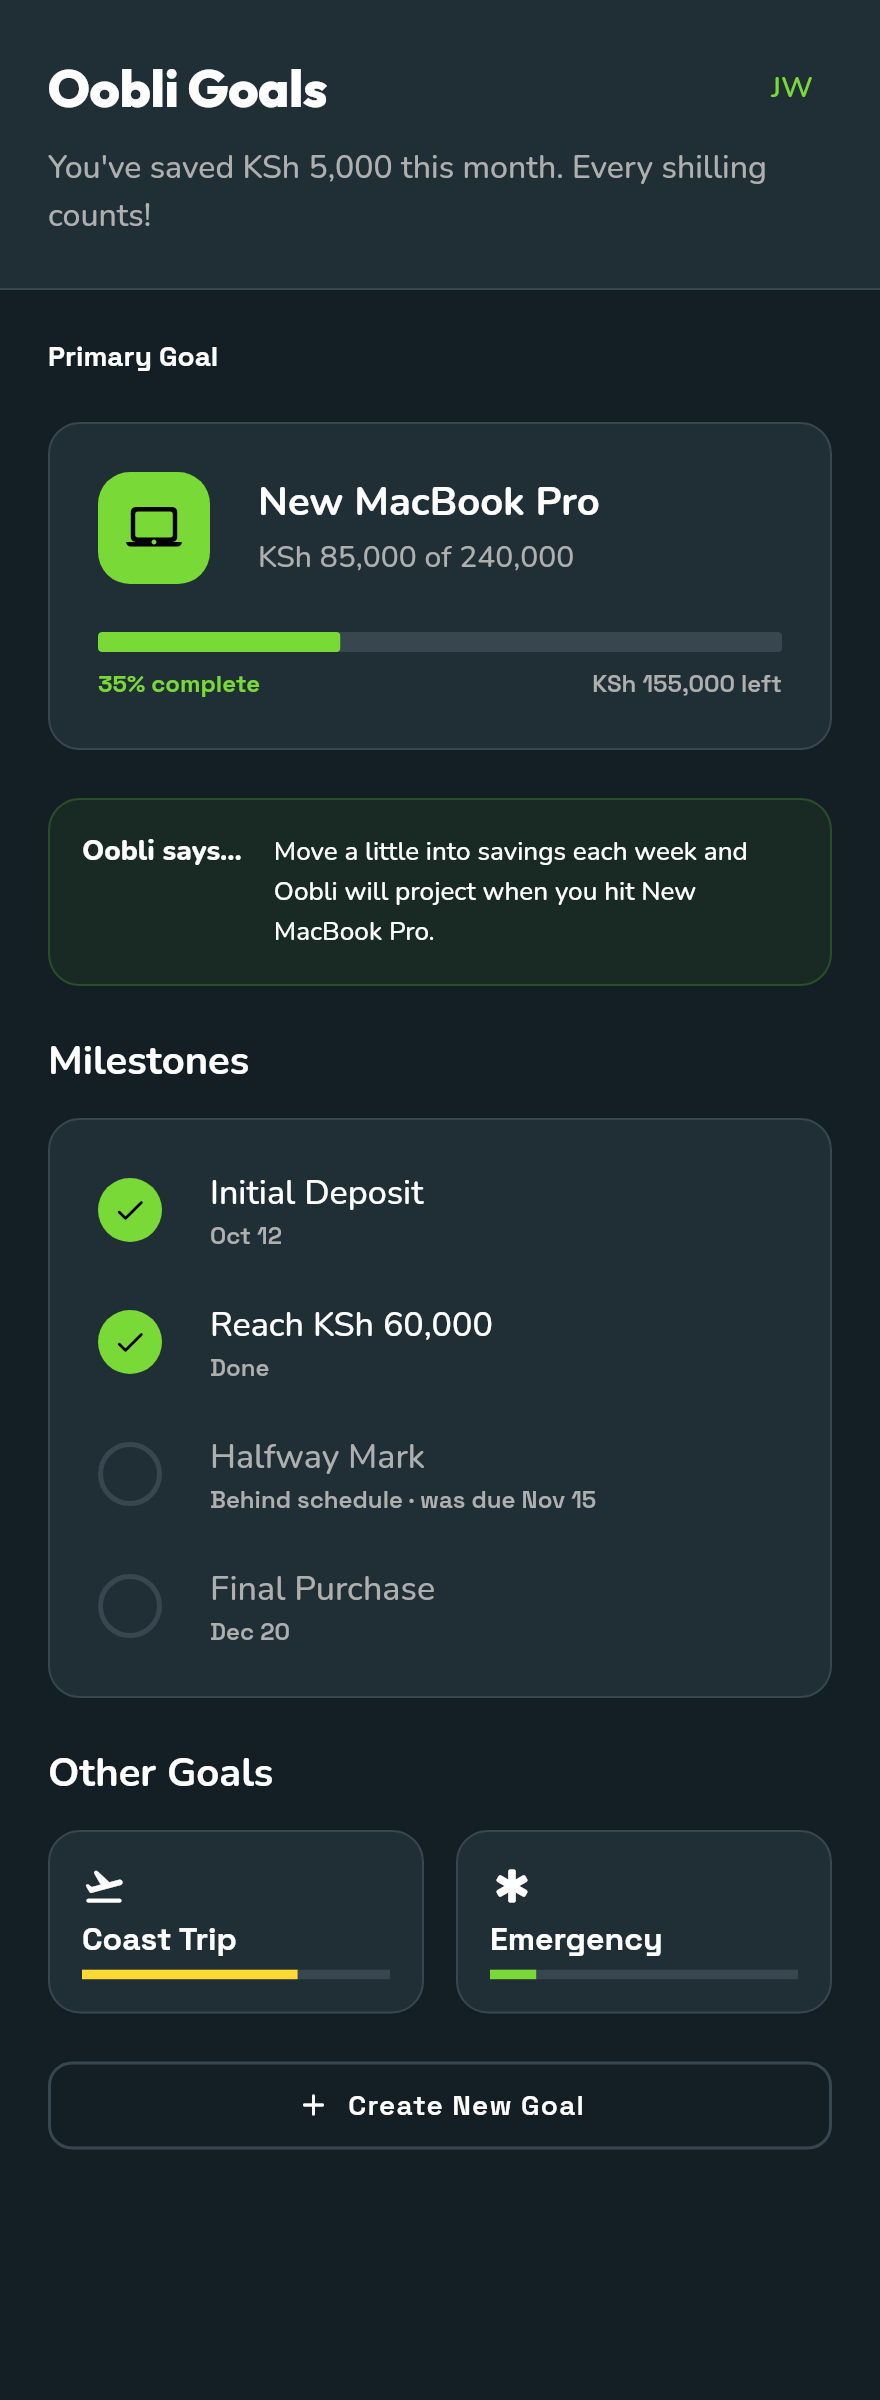 Oobli Goals
JW
You've saved KSh 5,000 this month. Every shilling
counts!
Primary Goal
New MacBook Pro
KSh 85,000 of 240,000
35% complete
KSh 155,000 left
Oobli says...
Move a little into savings each week and
Oobli will project when you hit New
MacBook Pro.
Milestones
Initial Deposit
Oct 12
Reach KSh 60,000
Done
Halfway Mark
Behind schedule · was due Nov 15
Final Purchase
Dec 20
Other Goals
Coast Trip
Emergency
Create New Goal